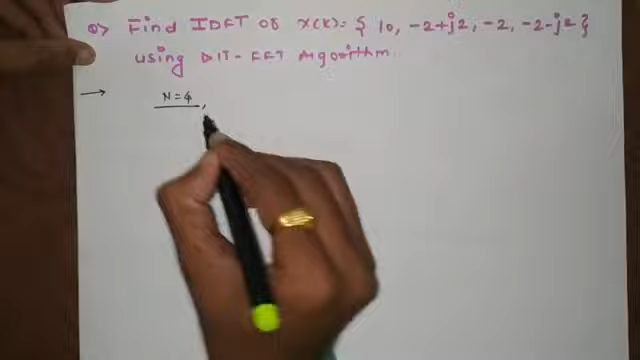 Q> Find IDFT of X(K)= { 10, -2+j2, -2, -2-j2 }
using DIT-FFT Algorithm.
→ N=4,